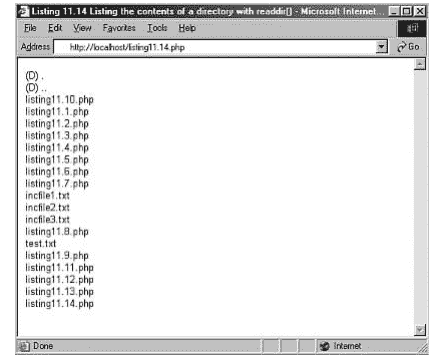 Listing 11.14 Listing the contents of a directory with readdir() - Microsoft Internet...
File Edit View Favorites Tools Help
Address http://localhost/listing11.14.php Go
(D) .
(D) ..
listing11.10.php
listing11.1.php
listing11.2.php
listing11.3.php
listing11.4.php
listing11.5.php
listing11.6.php
listing11.7.php
incfile1.txt
incfile2.txt
incfile3.txt
listing11.8.php
test.txt
listing11.9.php
listing11.11.php
listing11.12.php
listing11.13.php
listing11.14.php
Done Internet